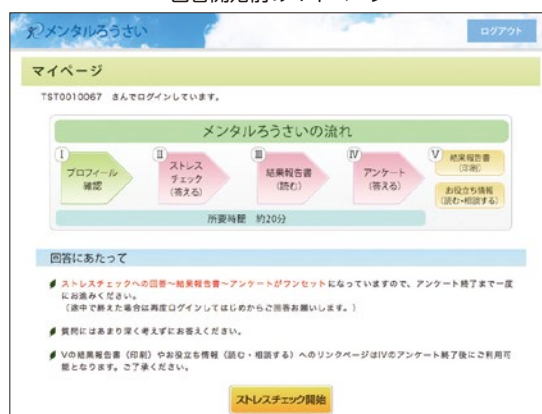 メンタルろうさい
ログアウト
マイページ
TST0010067 さんでログインしています。
メンタルろうさいの流れ
I
プロフィール
確認
II
ストレス
チェック
(答える)
III
結果報告書
(読む)
IV
アンケート
(答える)
V
結果報告書
(印刷)
お役立ち情報
(読む・相談する)
所要時間 約20分
回答にあたって
ストレスチェックへの回答～結果報告書～アンケートがワンセットになっていますので、アンケート終了まで一度
にお進みください。
(途中で終えた場合は再度ログインしてはじめからご回答お願いします。)
質問にはあまり深く考えずにお答えください。
Vの結果報告書（印刷）やお役立ち情報（読む・相談する）へのリンクページはIVのアンケート終了後にご利用可
能となります。ご了承ください。
ストレスチェック開始